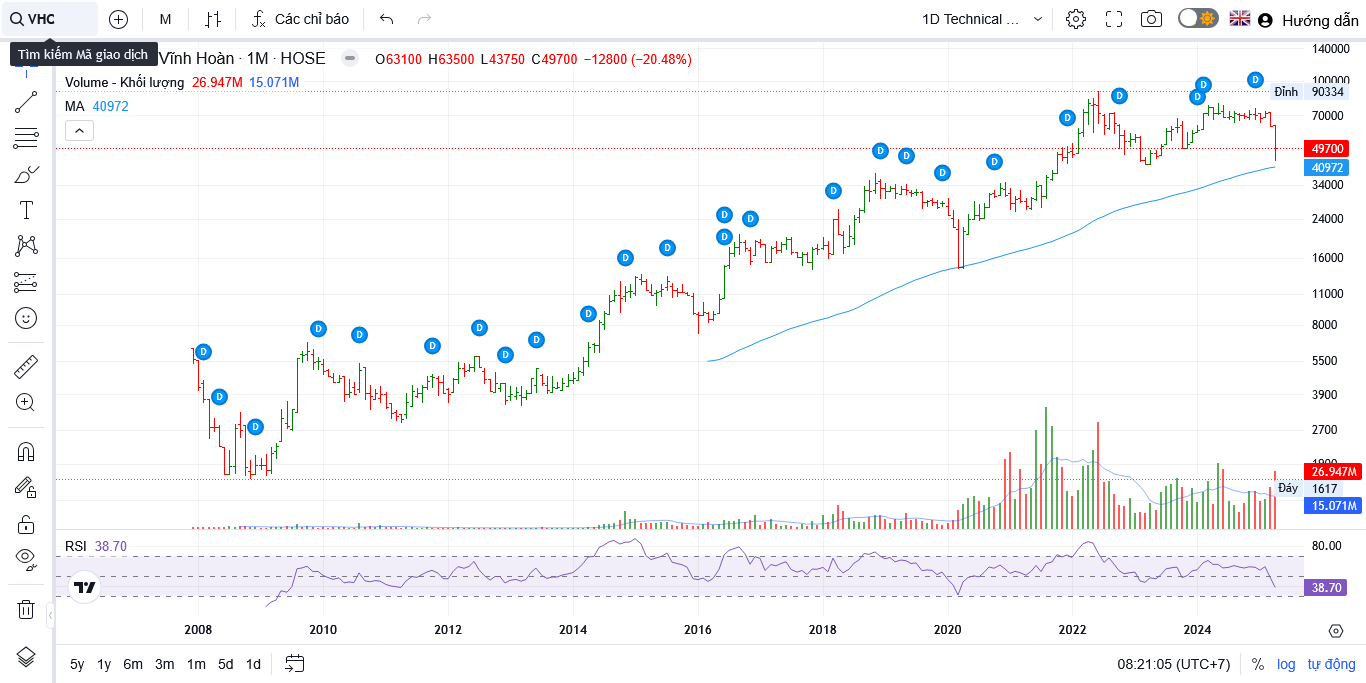 VHC
M
Các chỉ báo
1D Technical ...
Hướng dẫn
Tìm kiếm Mã giao dịch
Vĩnh Hoàn · 1M · HOSE
O63100 H63500 L43750 C49700 −12800 (−20.48%)
Volume - Khối lượng 26.947M 15.071M
MA 40972
140000
100000
Đỉnh 90334
70000
49700
40972
34000
24000
16000
11000
8000
5500
3900
2700
1900
26.947M
Đáy 1617
15.071M
D D D D D D D D D D D D D D D D D D D D D D D D D
RSI 38.70
80.00
38.70
2008 2010 2012 2014 2016 2018 2020 2022 2024
5y 1y 6m 3m 1m 5d 1d
08:21:05 (UTC+7) % log tự động